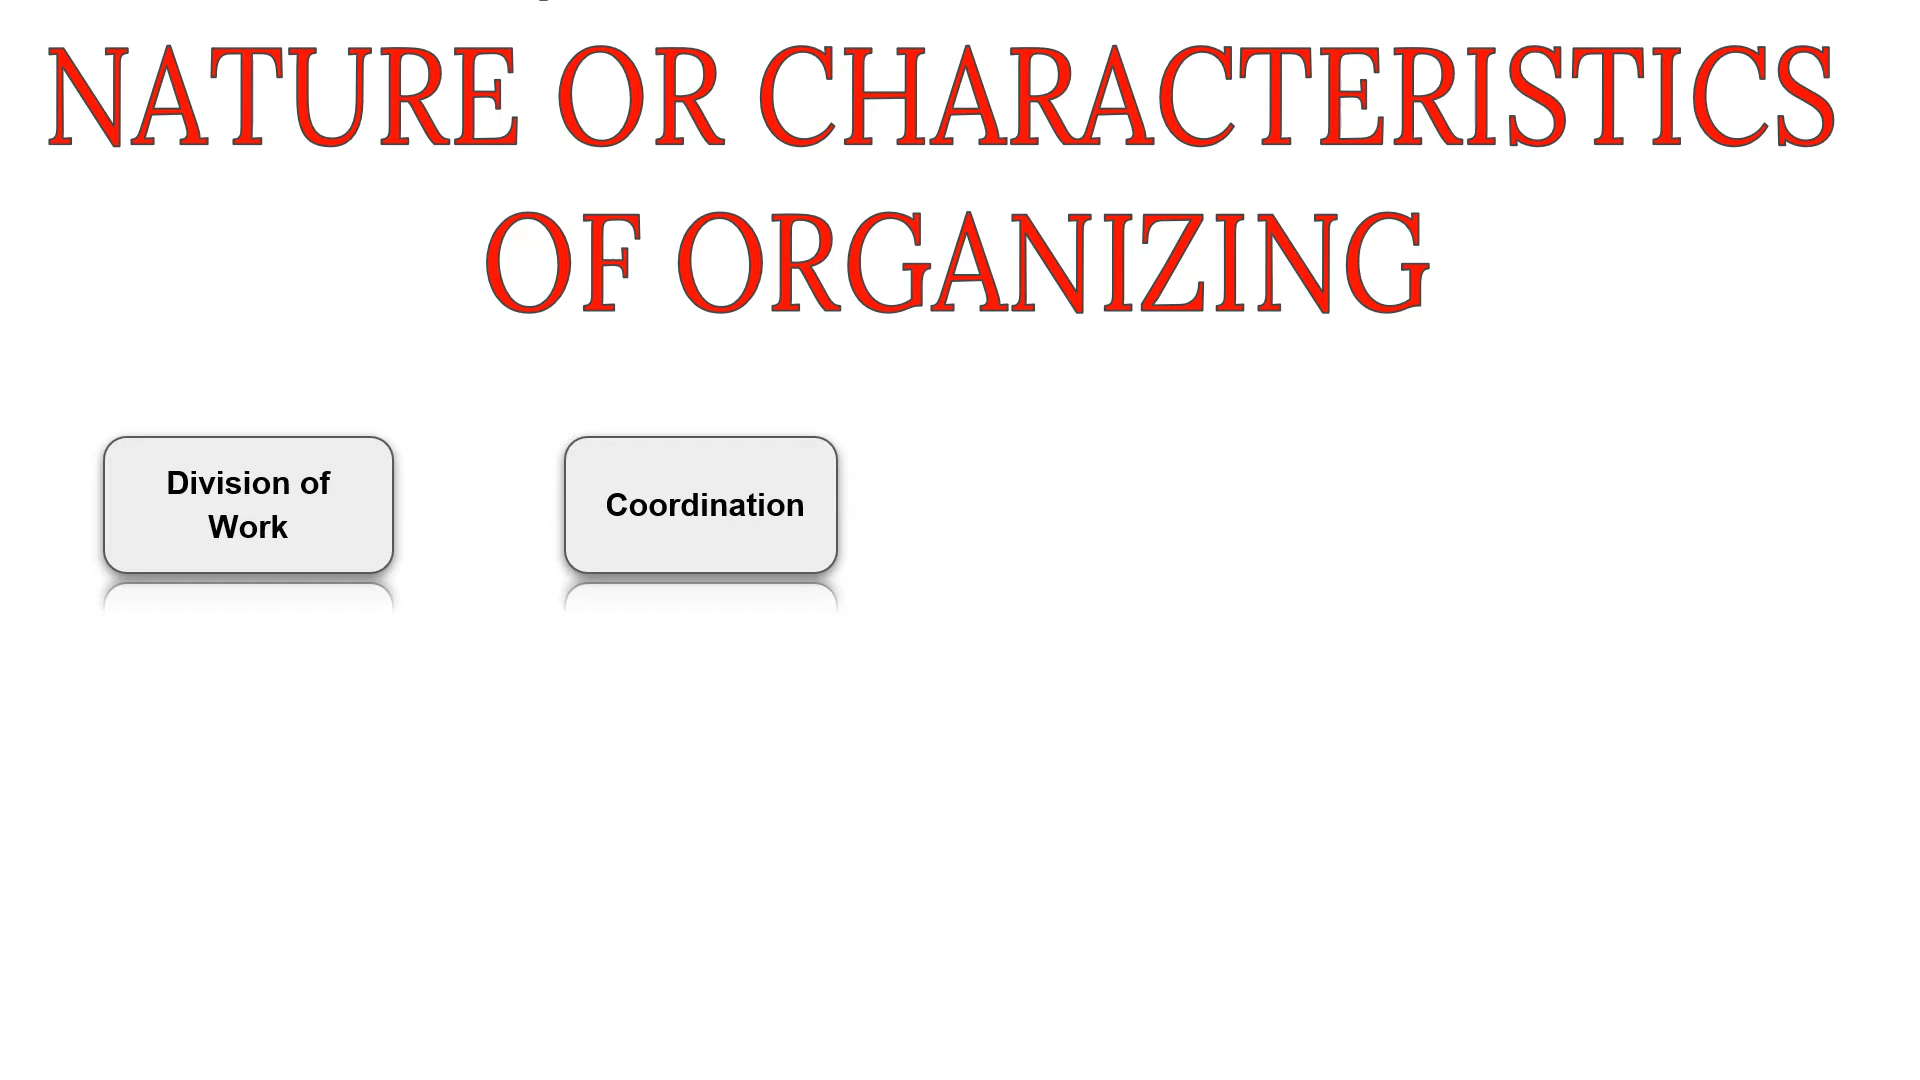 NATURE OR CHARACTERISTICS
OF ORGANIZING
Division of
Work
Coordination